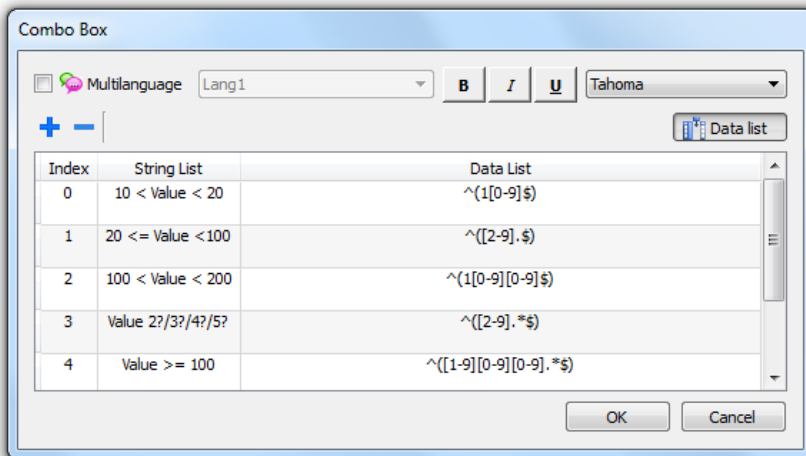 Combo Box
Multilanguage Lang1 B I U Tahoma
Data list
Index String List Data List
0 10 < Value < 20 ^(1[0-9]$)
1 20 <= Value <100 ^([2-9].$)
2 100 < Value < 200 ^(1[0-9][0-9]$)
3 Value 2?/3?/4?/5? ^([2-9].*$)
4 Value >= 100 ^([1-9][0-9][0-9].*$)
OK Cancel